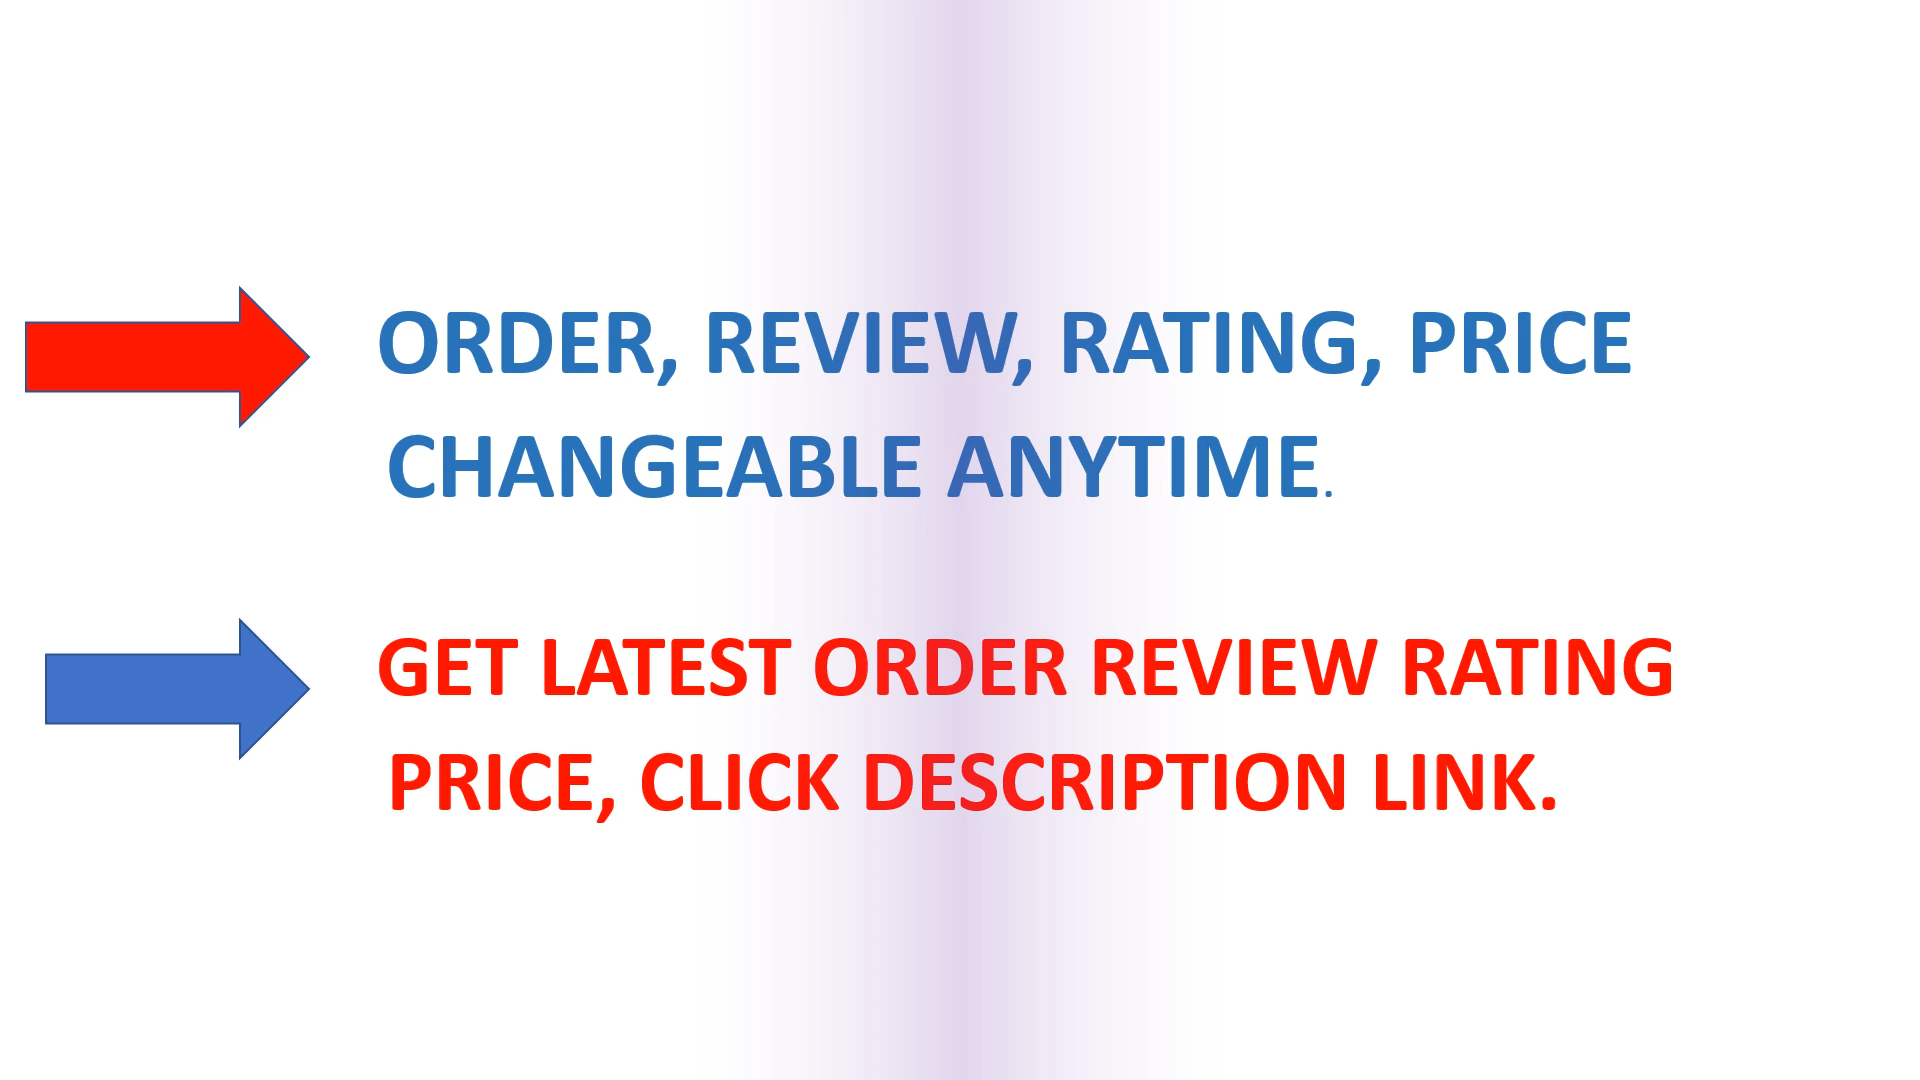 ORDER, REVIEW, RATING, PRICE
CHANGEABLE ANYTIME.
GET LATEST ORDER REVIEW RATING
PRICE, CLICK DESCRIPTION LINK.